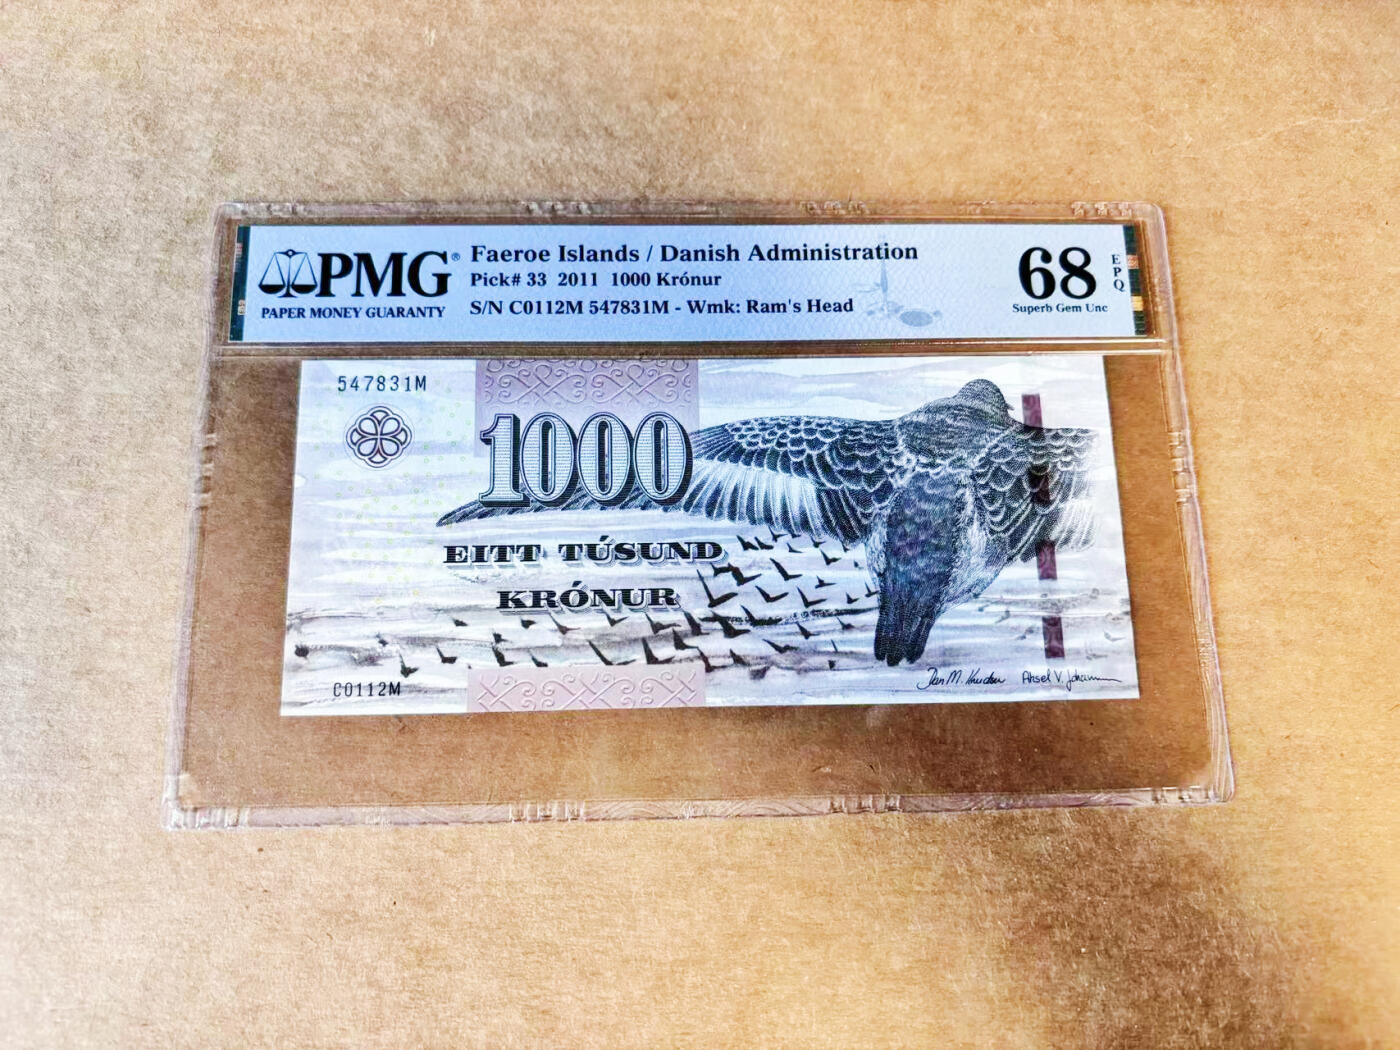 PMG®
PAPER MONEY GUARANTY
Faeroe Islands / Danish Administration
Pick# 33 2011 1000 Krónur
S/N C0112M 547831M - Wmk: Ram's Head
68
Superb Gem Unc
EPQ
547831M
1000
EITT TÚSUND
KRÓNUR
C0112M